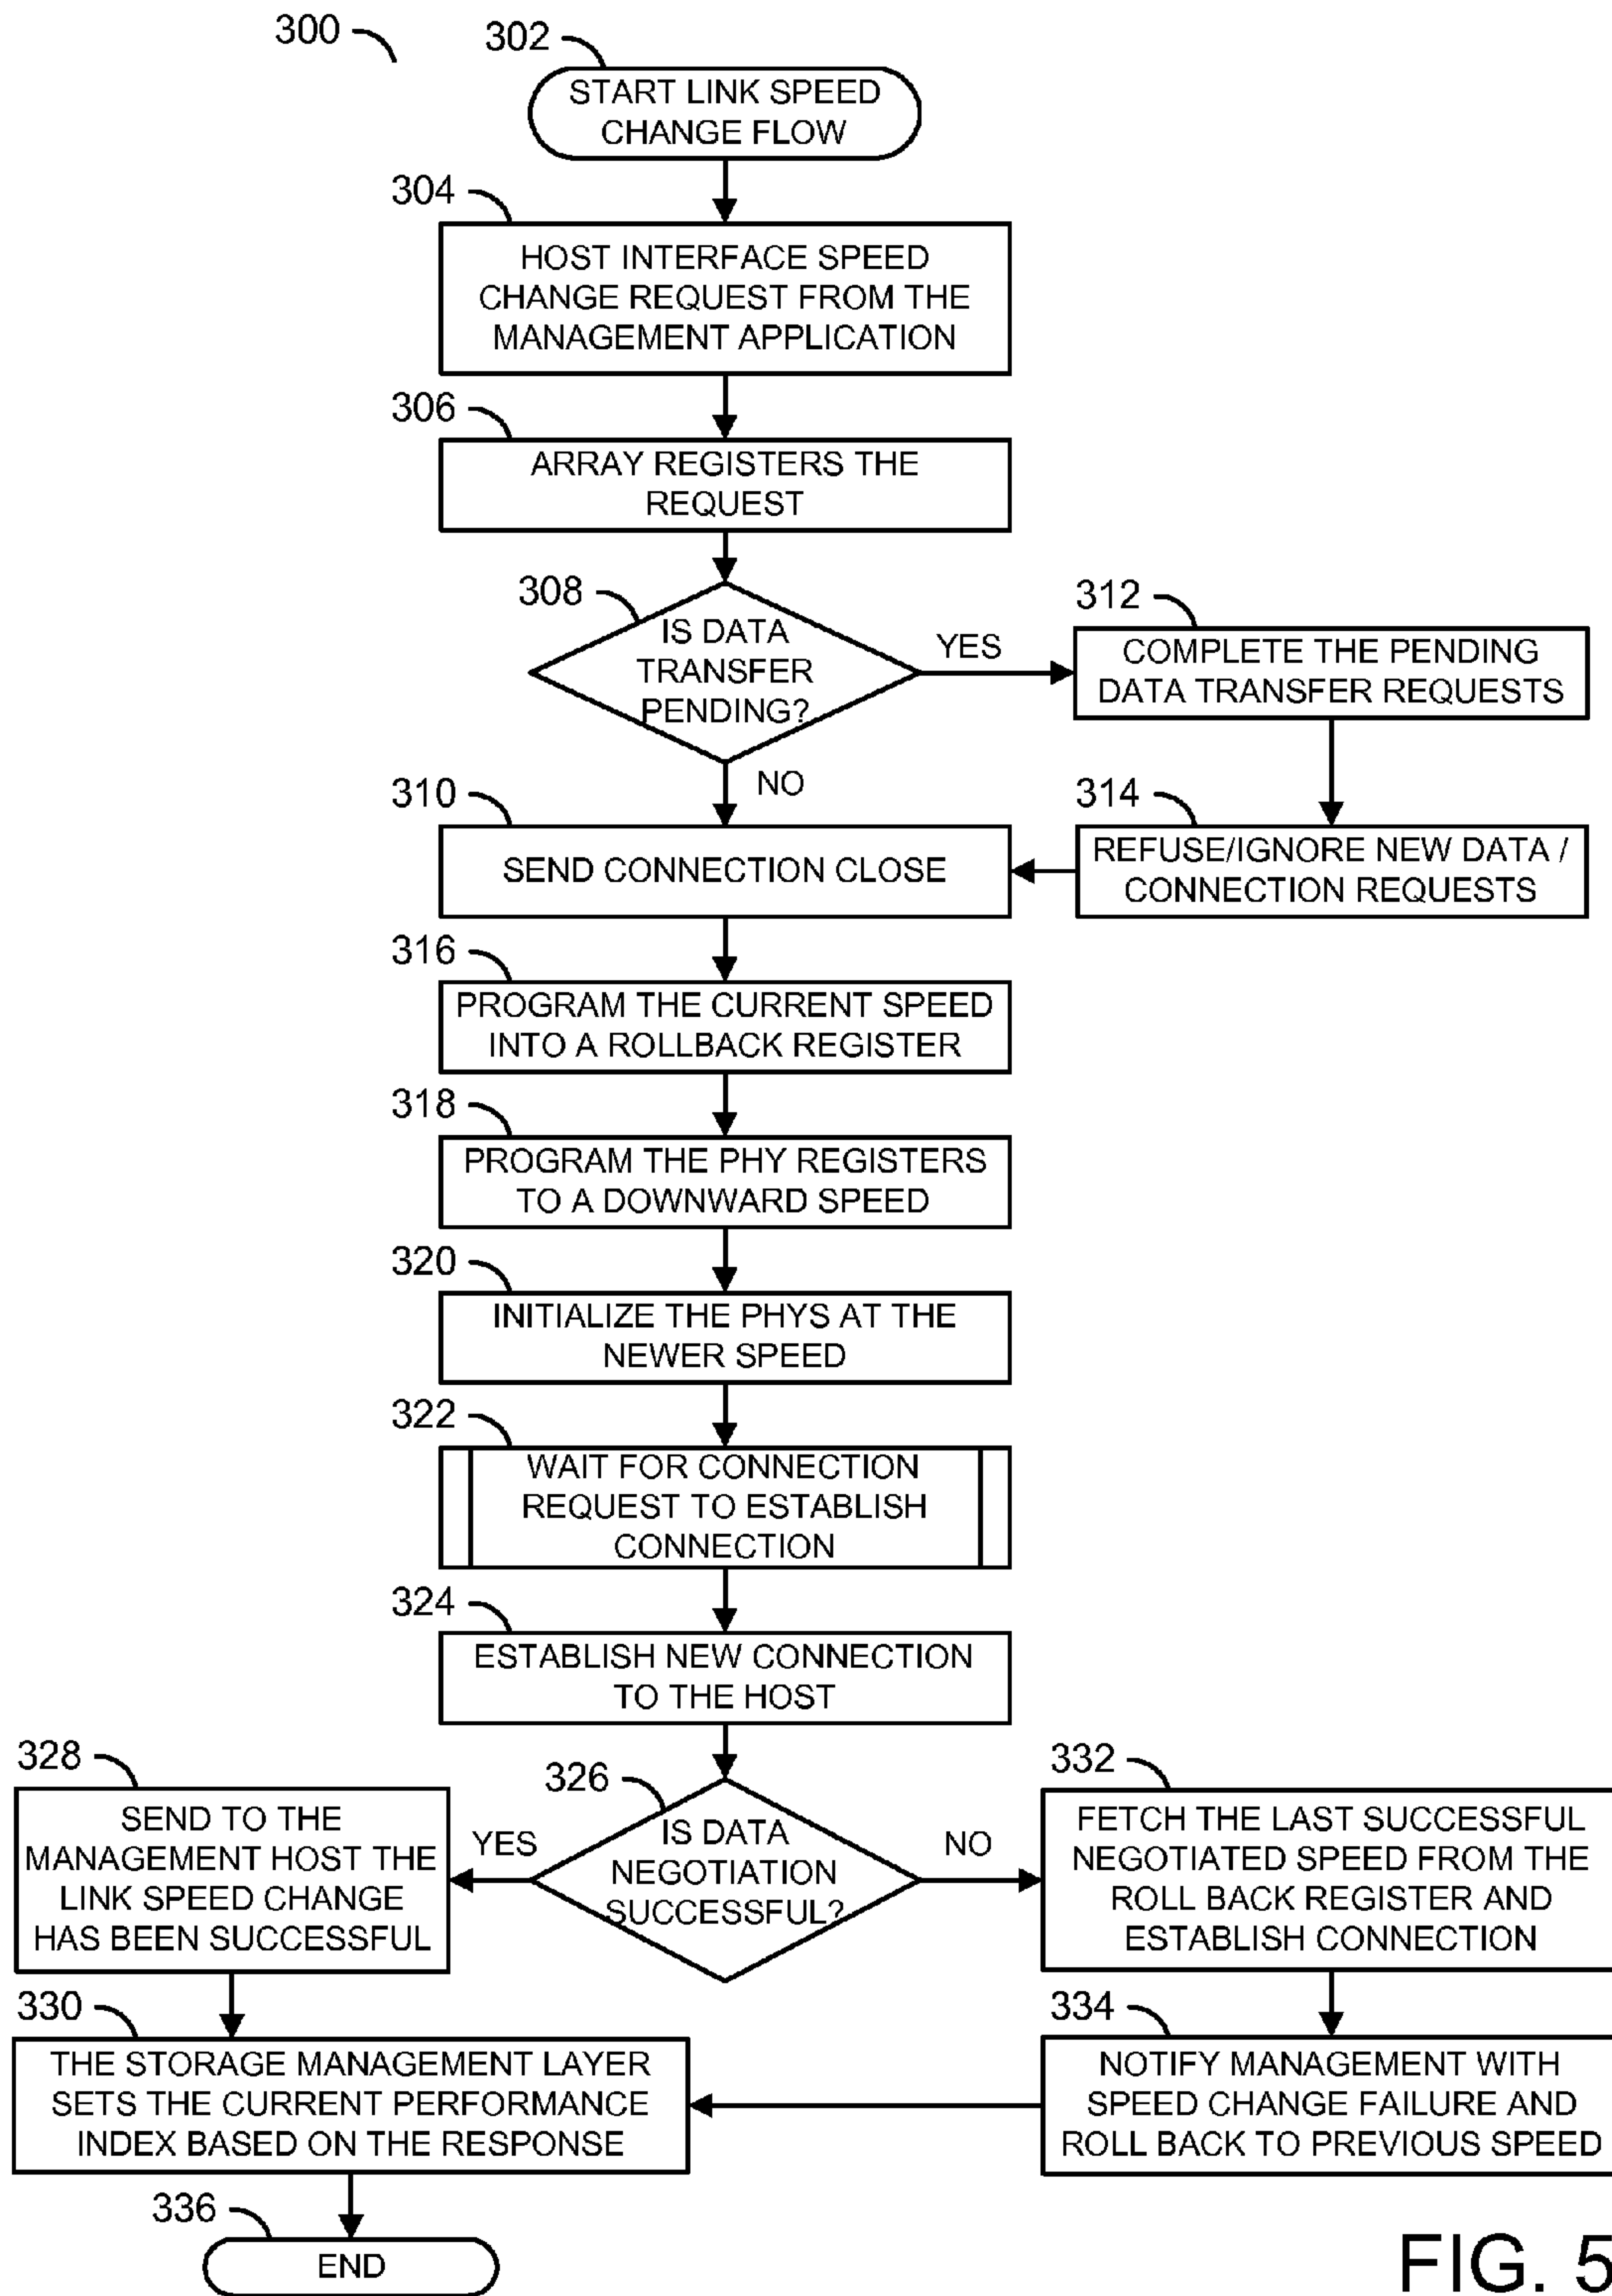 300
302
START LINK SPEED
CHANGE FLOW
304
HOST INTERFACE SPEED
CHANGE REQUEST FROM THE
MANAGEMENT APPLICATION
306
ARRAY REGISTERS THE
REQUEST
308
IS DATA
TRANSFER
PENDING?
YES
NO
312
COMPLETE THE PENDING
DATA TRANSFER REQUESTS
314
REFUSE/IGNORE NEW DATA /
CONNECTION REQUESTS
310
SEND CONNECTION CLOSE
316
PROGRAM THE CURRENT SPEED
INTO A ROLLBACK REGISTER
318
PROGRAM THE PHY REGISTERS
TO A DOWNWARD SPEED
320
INITIALIZE THE PHYS AT THE
NEWER SPEED
322
WAIT FOR CONNECTION
REQUEST TO ESTABLISH
CONNECTION
324
ESTABLISH NEW CONNECTION
TO THE HOST
326
IS DATA
NEGOTIATION
SUCCESSFUL?
YES
NO
328
SEND TO THE
MANAGEMENT HOST THE
LINK SPEED CHANGE
HAS BEEN SUCCESSFUL
332
FETCH THE LAST SUCCESSFUL
NEGOTIATED SPEED FROM THE
ROLL BACK REGISTER AND
ESTABLISH CONNECTION
330
THE STORAGE MANAGEMENT LAYER
SETS THE CURRENT PERFORMANCE
INDEX BASED ON THE RESPONSE
334
NOTIFY MANAGEMENT WITH
SPEED CHANGE FAILURE AND
ROLL BACK TO PREVIOUS SPEED
336
END
FIG. 5